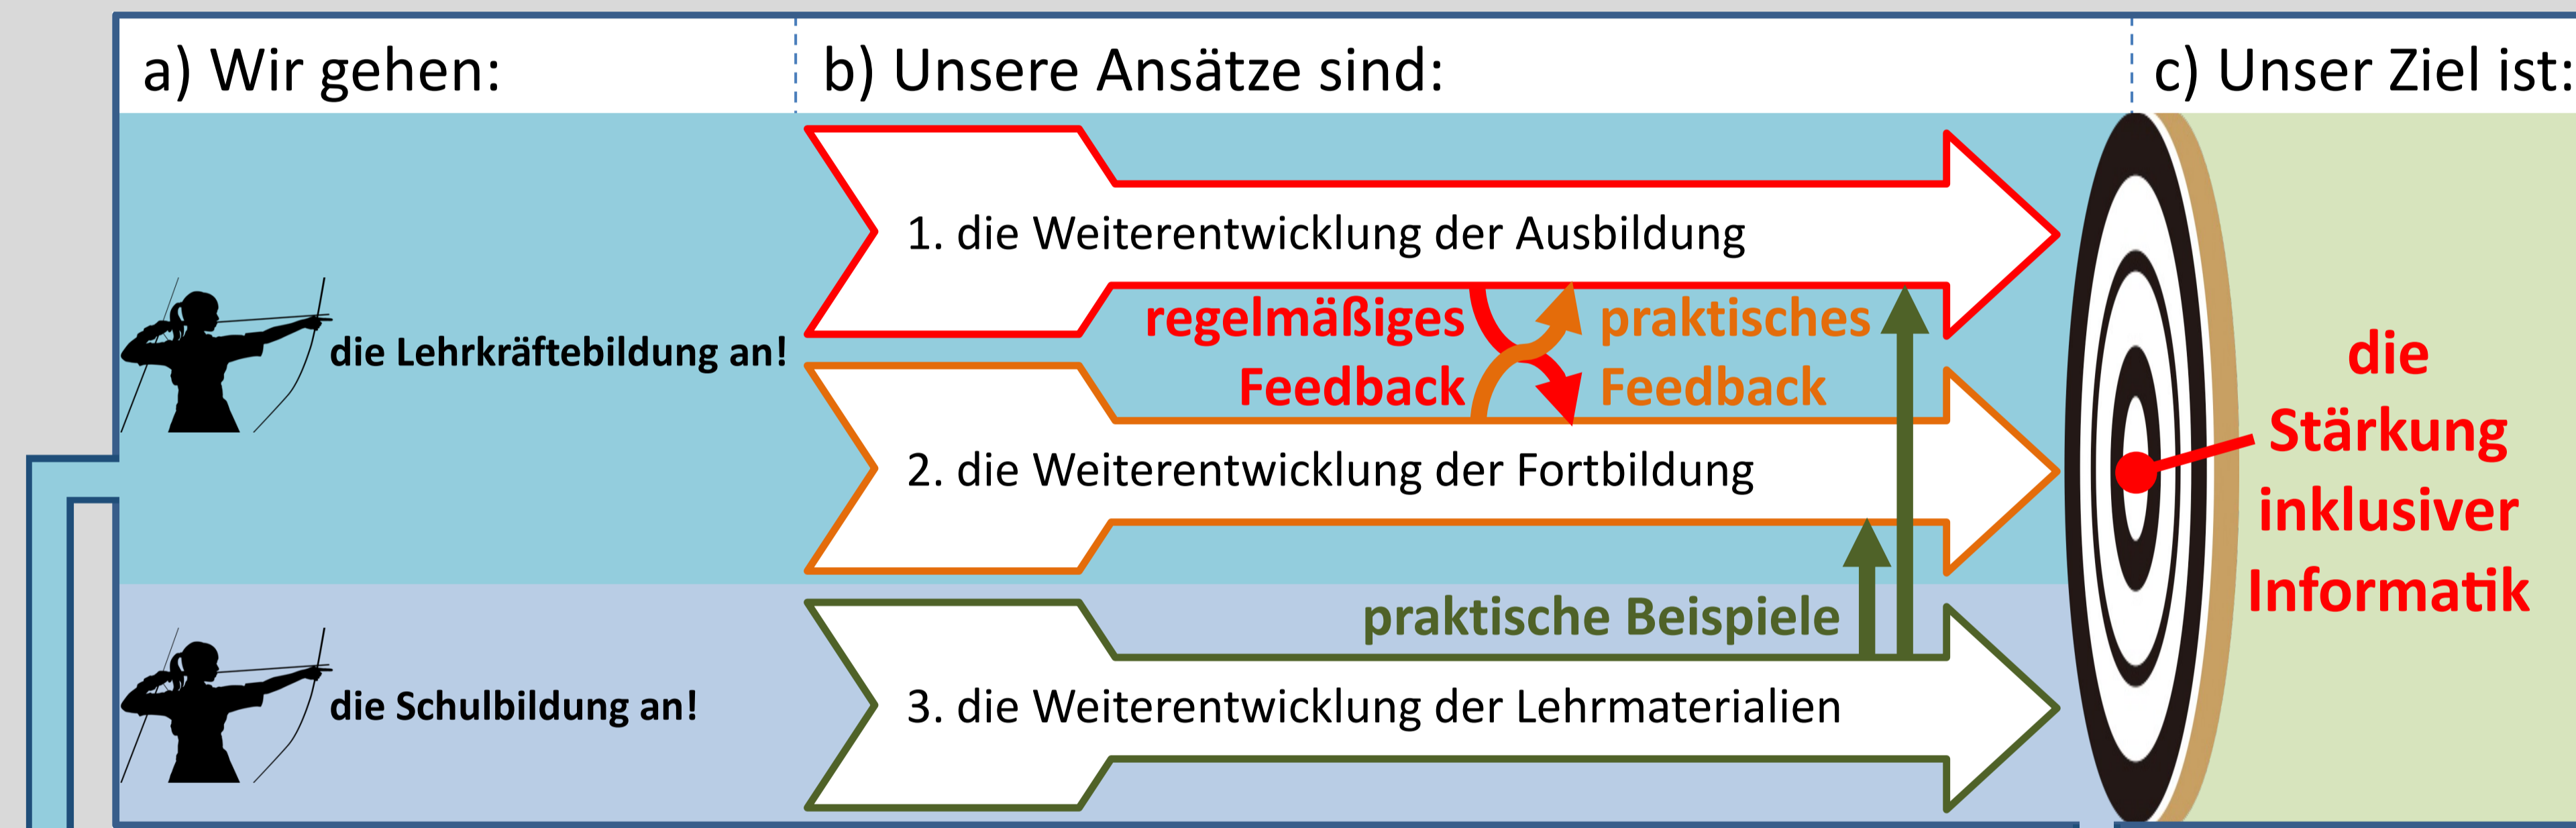 a) Wir gehen:
b) Unsere Ansätze sind:
c) Unser Ziel ist:
die Lehrkräftebildung an!
1. die Weiterentwicklung der Ausbildung
regelmäßiges
Feedback
praktisches
Feedback
2. die Weiterentwicklung der Fortbildung
praktische Beispiele
die Schulbildung an!
3. die Weiterentwicklung der Lehrmaterialien
die
Stärkung
inklusiver
Informatik